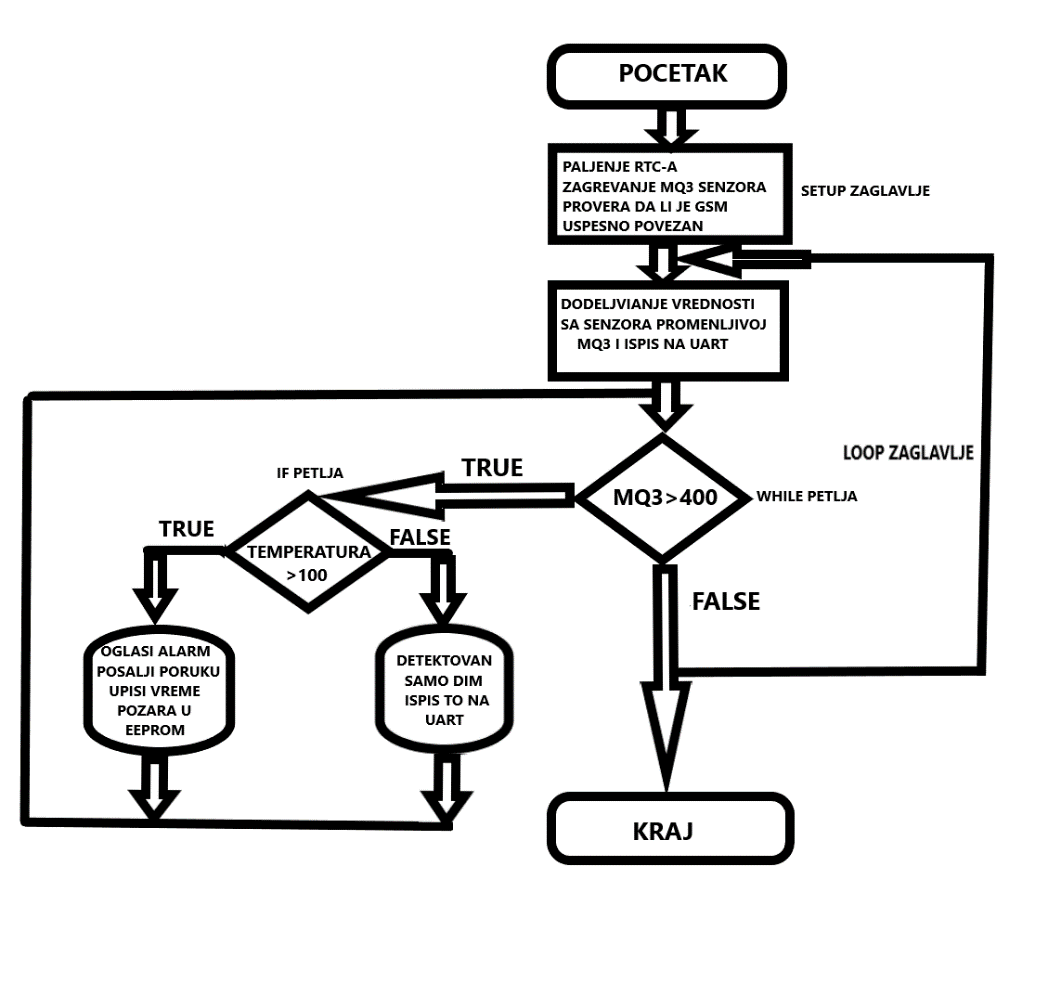 POCETAK
PALJENJE RTC-A
ZAGREVANJE MQ3 SENZORA
PROVERA DA LI JE GSM
USPESNO POVEZAN
SETUP ZAGLAVLJE
DODELJVIANJE VREDNOSTI
SA SENZORA PROMENLJIVOJ
MQ3 I ISPIS NA UART
LOOP ZAGLAVLJE
MQ3>400
WHILE PETLJA
TRUE
IF PETLJA
TEMPERATURA
>100
TRUE
FALSE
FALSE
OGLASI ALARM
POSALJI PORUKU
UPISI VREME
POZARA U
EEPROM
DETEKTOVAN
SAMO DIM
ISPIS TO NA
UART
KRAJ